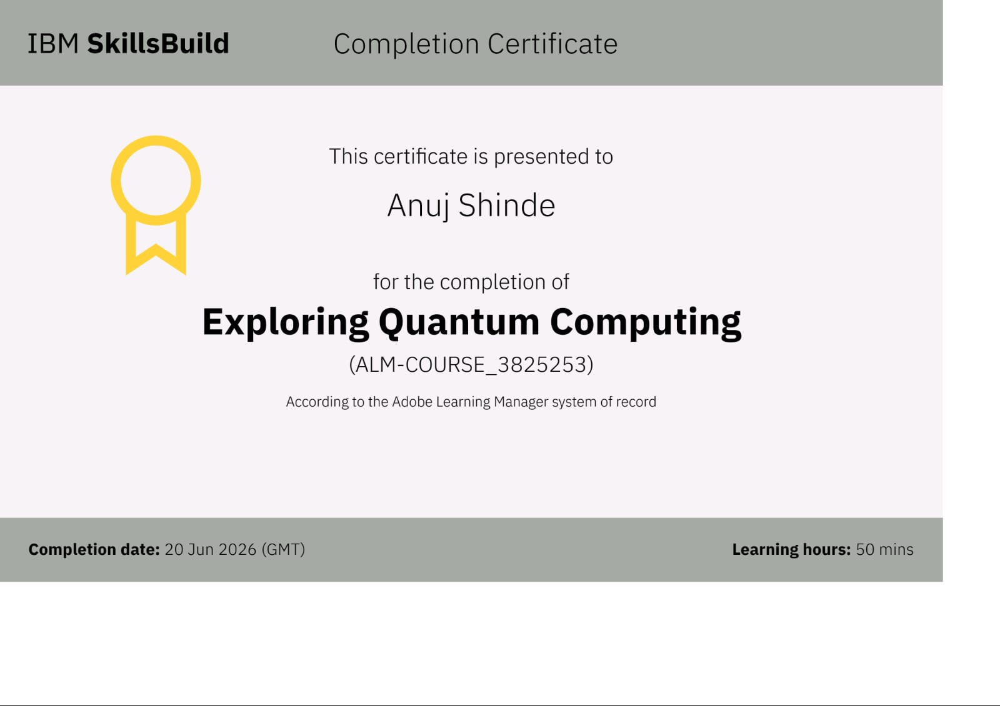 IBM SkillsBuild
Completion Certificate
This certificate is presented to
Anuj Shinde
for the completion of
Exploring Quantum Computing
(ALM-COURSE_3825253)
According to the Adobe Learning Manager system of record
Completion date: 20 Jun 2026 (GMT)
Learning hours: 50 mins